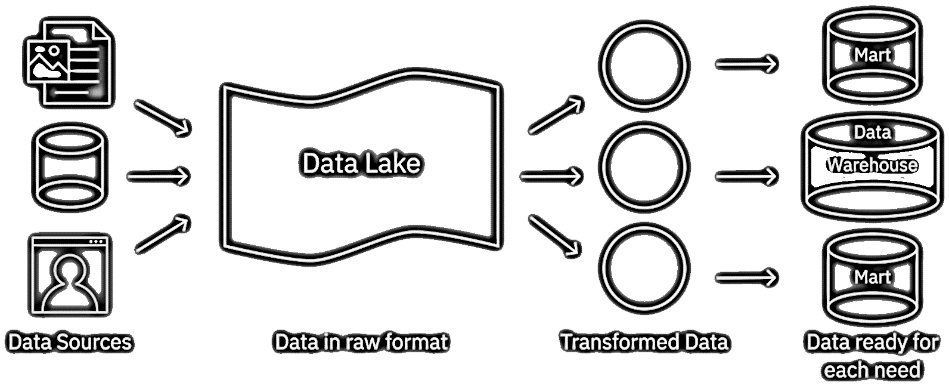 Mart
Data
Data Lake
Warehouse
Mart
Data Sources
Data in raw format
Transformed Data
Data ready for
each need